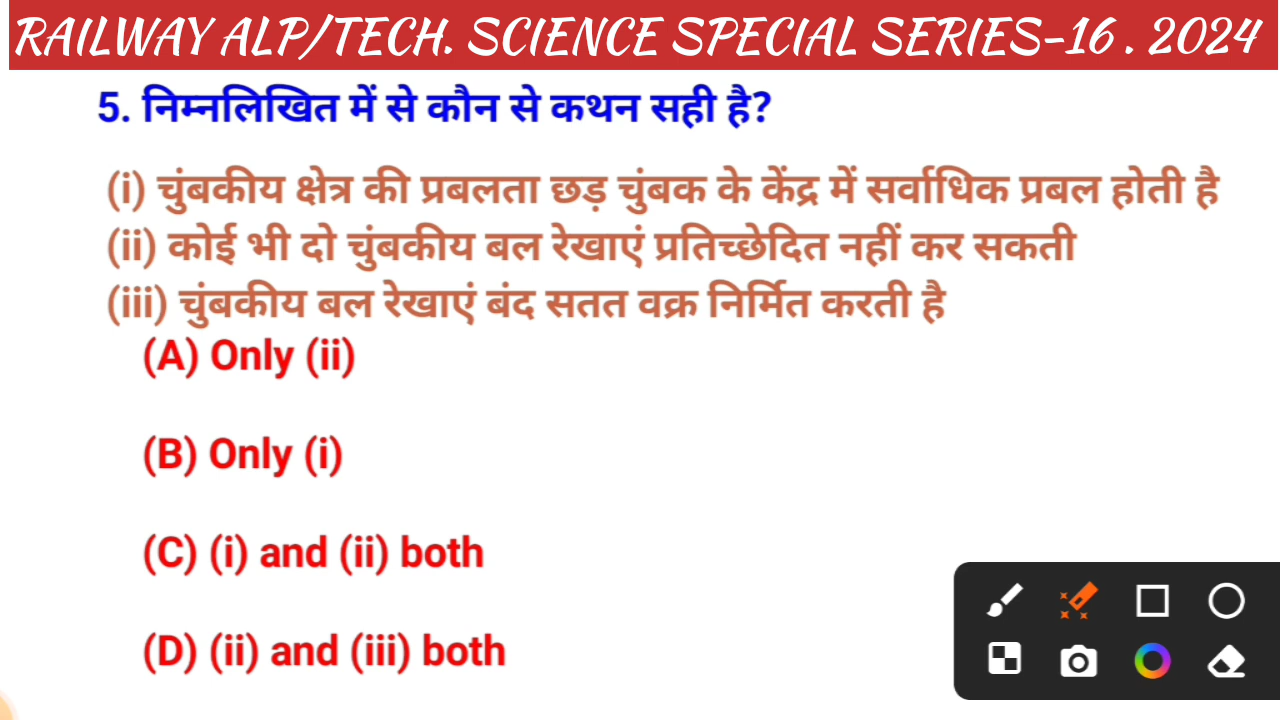 RAILWAY ALP/TECH. SCIENCE SPECIAL SERIES-16 . 2024
5. निम्नलिखित में से कौन से कथन सही है?
(i) चुंबकीय क्षेत्र की प्रबलता छड़ चुंबक के केंद्र में सर्वाधिक प्रबल होती है
(ii) कोई भी दो चुंबकीय बल रेखाएं प्रतिच्छेदित नहीं कर सकती
(iii) चुंबकीय बल रेखाएं बंद सतत वक्र निर्मित करती है
(A) Only (ii)
(B) Only (i)
(C) (i) and (ii) both
(D) (ii) and (iii) both